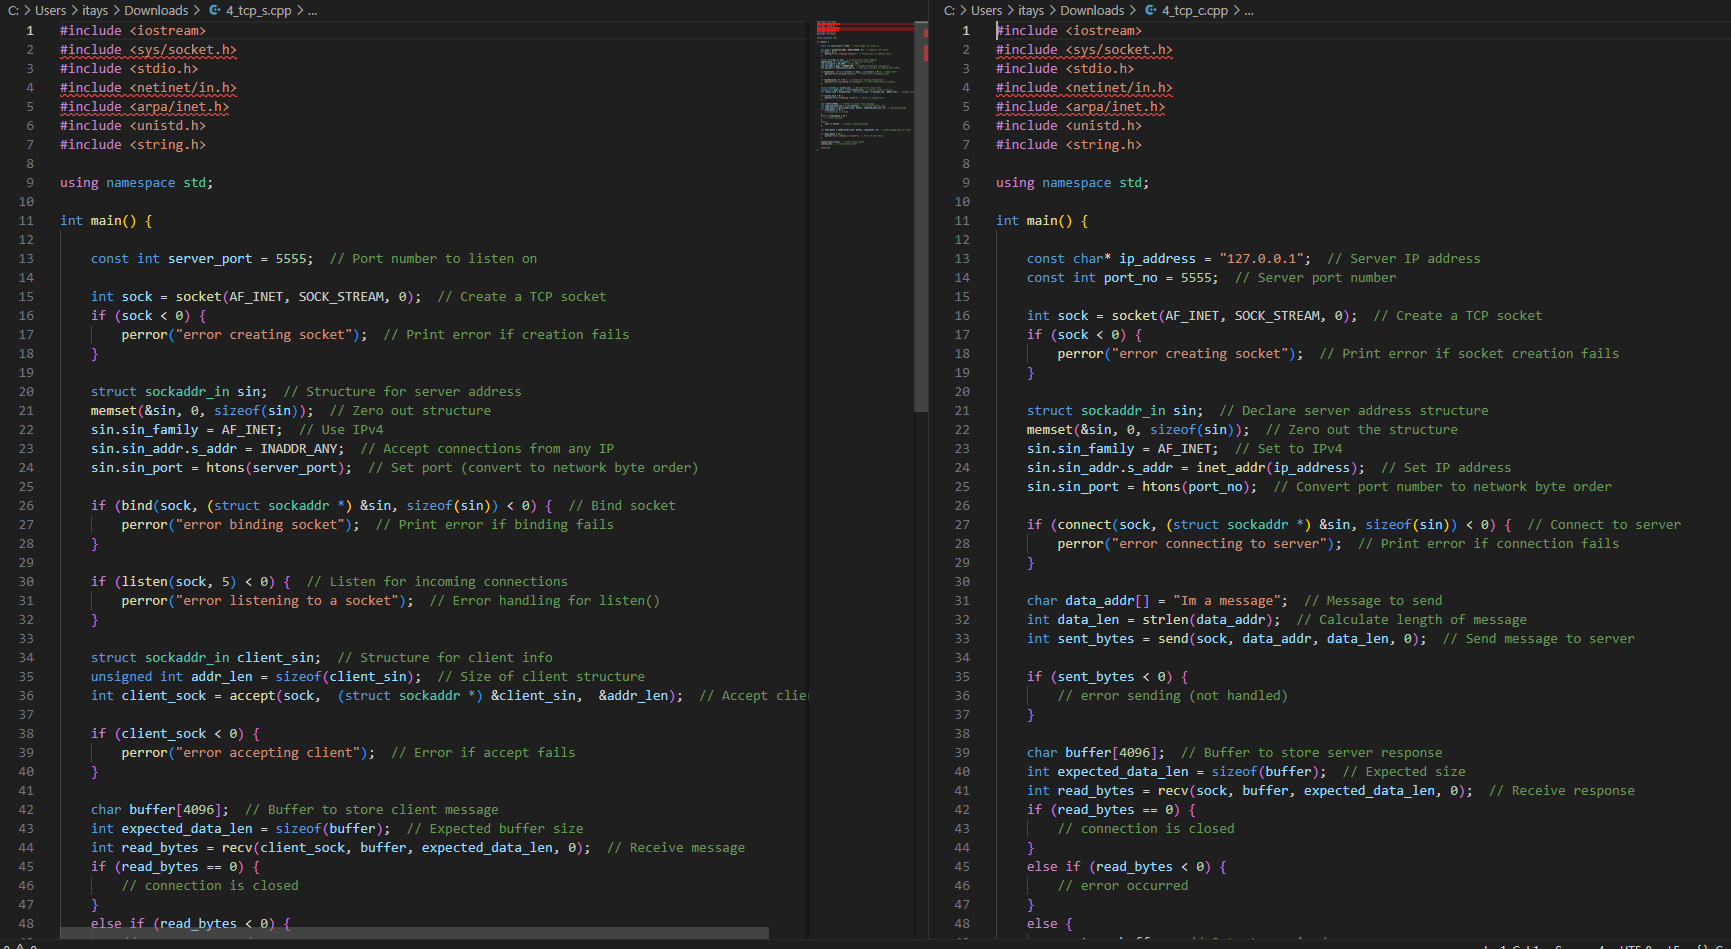 C: > Users > itays > Downloads > 4_tcp_s.cpp > ...
1 #include <iostream>
2 #include <sys/socket.h>
3 #include <stdio.h>
4 #include <netinet/in.h>
5 #include <arpa/inet.h>
6 #include <unistd.h>
7 #include <string.h>
8
9 using namespace std;
10
11 int main() {
12
13 const int server_port = 5555;  // Port number to listen on
14
15 int sock = socket(AF_INET, SOCK_STREAM, 0);  // Create a TCP socket
16 if (sock < 0) {
17 perror("error creating socket");  // Print error if creation fails
18 }
19
20 struct sockaddr_in sin;  // Structure for server address
21 memset(&sin, 0, sizeof(sin));  // Zero out structure
22 sin.sin_family = AF_INET;  // Use IPv4
23 sin.sin_addr.s_addr = INADDR_ANY;  // Accept connections from any IP
24 sin.sin_port = htons(server_port);  // Set port (convert to network byte order)
25
26 if (bind(sock, (struct sockaddr *) &sin, sizeof(sin)) < 0) {  // Bind socket
27 perror("error binding socket");  // Print error if binding fails
28 }
29
30 if (listen(sock, 5) < 0) {  // Listen for incoming connections
31 perror("error listening to a socket");  // Error handling for listen()
32 }
33
34 struct sockaddr_in client_sin;  // Structure for client info
35 unsigned int addr_len = sizeof(client_sin);  // Size of client structure
36 int client_sock = accept(sock,  (struct sockaddr *) &client_sin,  &addr_len);  // Accept clie
37
38 if (client_sock < 0) {
39 perror("error accepting client");  // Error if accept fails
40 }
41
42 char buffer[4096];  // Buffer to store client message
43 int expected_data_len = sizeof(buffer);  // Expected buffer size
44 int read_bytes = recv(client_sock, buffer, expected_data_len, 0);  // Receive message
45 if (read_bytes == 0) {
46 // connection is closed
47 }
48 else if (read_bytes < 0) {
C: > Users > itays > Downloads > 4_tcp_c.cpp > ...
1 #include <iostream>
2 #include <sys/socket.h>
3 #include <stdio.h>
4 #include <netinet/in.h>
5 #include <arpa/inet.h>
6 #include <unistd.h>
7 #include <string.h>
8
9 using namespace std;
10
11 int main() {
12
13 const char* ip_address = "127.0.0.1";  // Server IP address
14 const int port_no = 5555;  // Server port number
15
16 int sock = socket(AF_INET, SOCK_STREAM, 0);  // Create a TCP socket
17 if (sock < 0) {
18 perror("error creating socket");  // Print error if socket creation fails
19 }
20
21 struct sockaddr_in sin;  // Declare server address structure
22 memset(&sin, 0, sizeof(sin));  // Zero out the structure
23 sin.sin_family = AF_INET;  // Set to IPv4
24 sin.sin_addr.s_addr = inet_addr(ip_address);  // Set IP address
25 sin.sin_port = htons(port_no);  // Convert port number to network byte order
26
27 if (connect(sock, (struct sockaddr *) &sin, sizeof(sin)) < 0) {  // Connect to server
28 perror("error connecting to server");  // Print error if connection fails
29 }
30
31 char data_addr[] = "Im a message";  // Message to send
32 int data_len = strlen(data_addr);  // Calculate length of message
33 int sent_bytes = send(sock, data_addr, data_len, 0);  // Send message to server
34
35 if (sent_bytes < 0) {
36 // error sending (not handled)
37 }
38
39 char buffer[4096];  // Buffer to store server response
40 int expected_data_len = sizeof(buffer);  // Expected size
41 int read_bytes = recv(sock, buffer, expected_data_len, 0);  // Receive response
42 if (read_bytes == 0) {
43 // connection is closed
44 }
45 else if (read_bytes < 0) {
46 // error occurred
47 }
48 else {